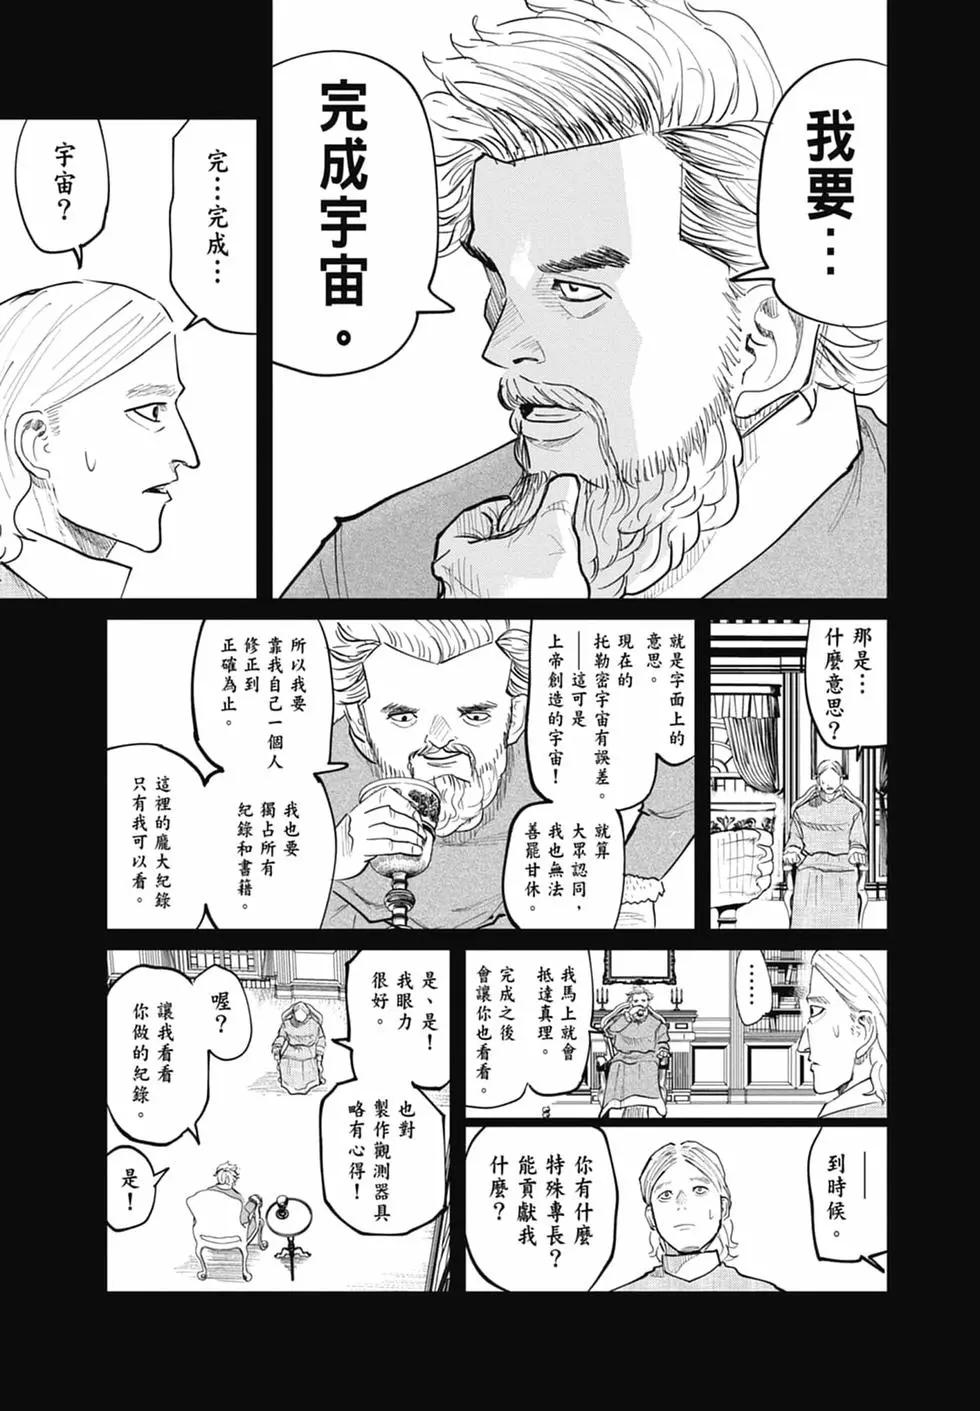 我要…
完成宇宙。
完…完成…
宇宙？
那是…
什麼意思？
就是字面上的
意思。
現在的
托勒密宇宙有誤差。
——這可是
上帝創造的宇宙！
就算
大眾認同，
我也無法
善罷甘休。
所以我要
靠我自己一個人
修正到
正確為止。
我也要
獨占所有
紀錄和書籍。
這裡的龐大紀錄
只有我可以看。
……
我馬上就會
抵達真理。
完成之後
會讓你也看看。
——
到時候。
你有什麼
特殊專長？
能貢獻我
什麼？
是、是！
我眼力
很好。
也對
製作觀測器具
略有心得！
喔？
讓我看看
你做的紀錄。
是！